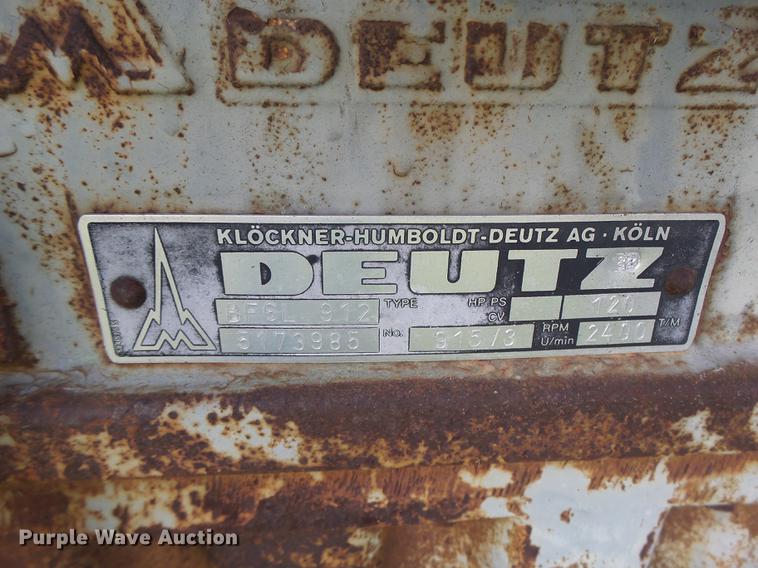 DEUTZ
KLÖCKNER-HUMBOLDT-DEUTZ AG · KÖLN
DEUTZ
BF6L 912 TYPE HP PS CV 120
5173985 No. 915/3 RPM U/min 2400 T/M
Purple Wave Auction